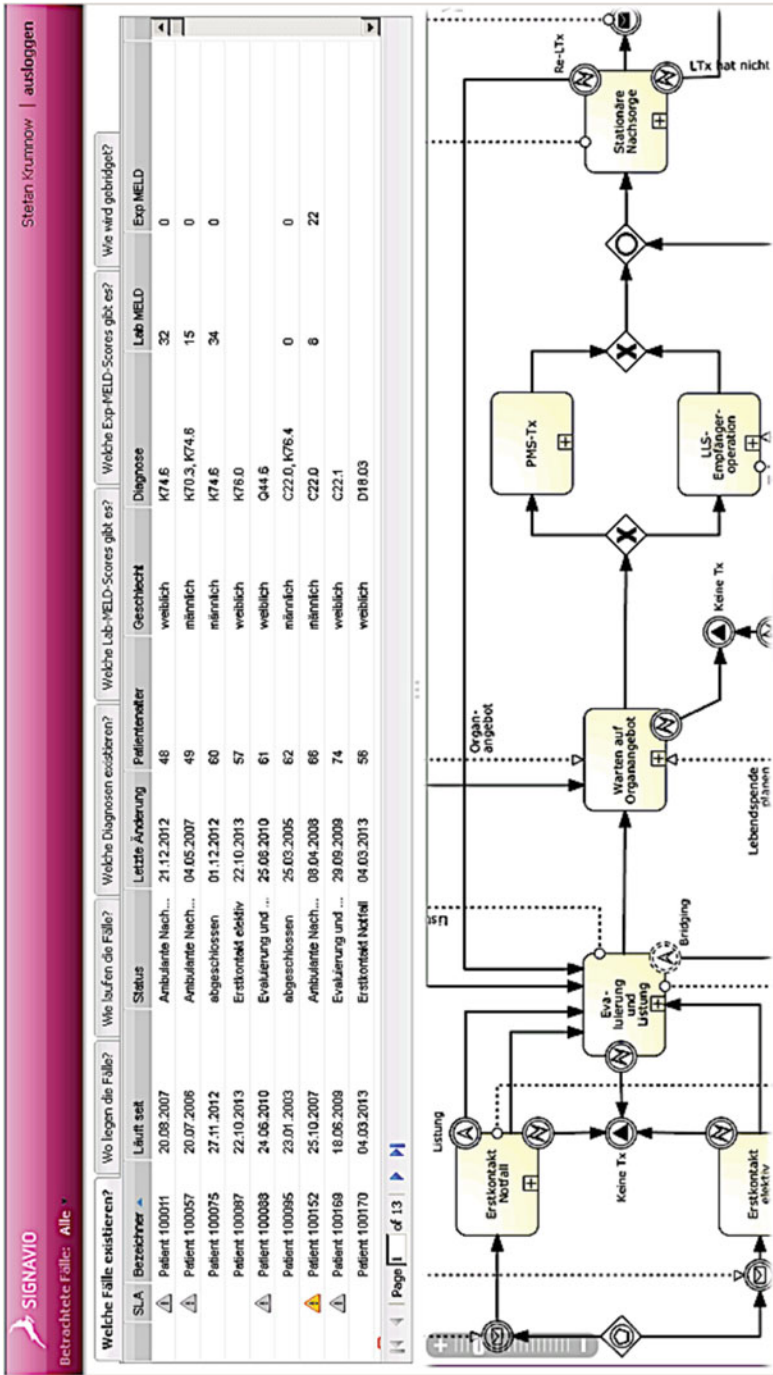 SIGNAVIO
Stefan Krumnow | ausloggen
Betrachtete Fälle: Alle
Welche Fälle existieren? Wo liegen die Fälle? Wie laufen die Fälle? Welche Diagnosen existieren? Welche Lab-MELD-Scores gibt es? Welche Exp-MELD-Scores gibt es? Wie wird gebridget?
SLA Bezeichner Läuft seit Status Letzte Änderung Patientenalter Geschlecht Diagnose Lab MELD Exp MELD
Patient 100011 20.08.2007 Ambulante Nach... 21.12.2012 48 weiblich K74.6 32 0
Patient 100057 20.07.2006 Ambulante Nach... 04.05.2007 49 männlich K70.3, K74.6 15 0
Patient 100075 27.11.2012 abgeschlossen 01.12.2012 60 männlich K74.6 34 0
Patient 100087 22.10.2013 Erstkontakt elektiv 22.10.2013 57 weiblich K76.0
Patient 100088 24.06.2010 Evaluierung und ... 25.06.2010 61 weiblich Q44.6
Patient 100095 23.01.2003 abgeschlossen 25.03.2005 62 männlich C22.0, K76.4 0 0
Patient 100152 25.10.2007 Ambulante Nach... 08.04.2008 66 männlich C22.0 8 22
Patient 100169 18.06.2009 Evaluierung und ... 29.09.2009 74 weiblich C22.1
Patient 100170 04.03.2013 Erstkontakt Notfall 04.03.2013 56 weiblich D18.03
Page 1 of 13
Listung
Erstkontakt
Notfall
Keine Tx
Erstkontakt
elektiv
Eva-
luierung
und
Listung
Bridging
Organ-
angebot
Warten auf
Organangebot
Lebendspende
planen
Keine Tx
PMS-Tx
LLS-
Empfänger-
operation
Re-LTx
Stationäre
Nachsorge
LTx hat nicht